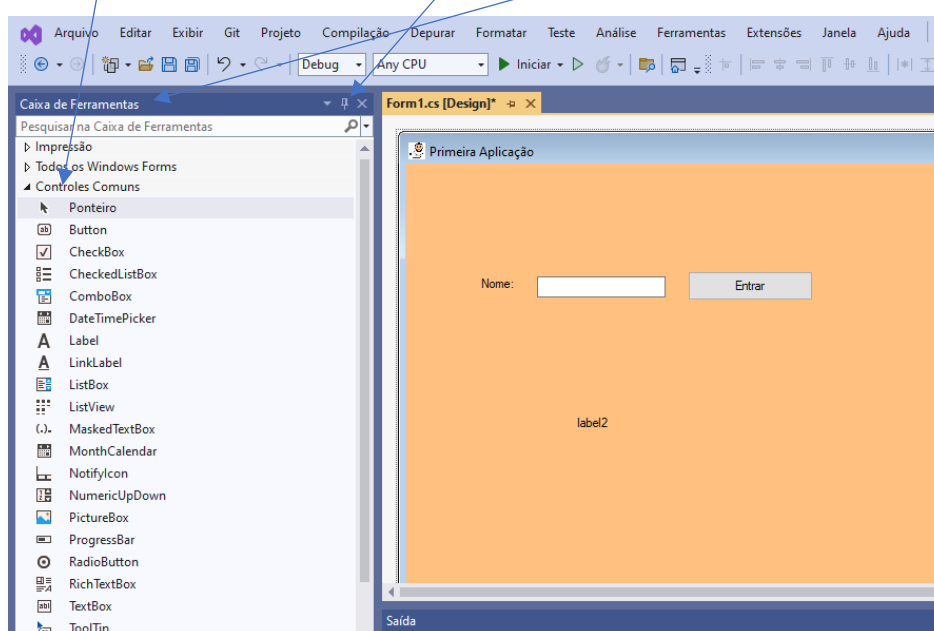 Arquivo Editar Exibir Git Projeto Compilação Depurar Formatar Teste Análise Ferramentas Extensões Janela Ajuda
Debug Any CPU Iniciar
Caixa de Ferramentas
Form1.cs [Design]*
Pesquisar na Caixa de Ferramentas
Impressão
Primeira Aplicação
Todos os Windows Forms
Controles Comuns
Ponteiro
Button
CheckBox
CheckedListBox
Nome: Entrar
ComboBox
DateTimePicker
Label
LinkLabel
ListBox
ListView
label2
MaskedTextBox
MonthCalendar
NotifyIcon
NumericUpDown
PictureBox
ProgressBar
RadioButton
RichTextBox
TextBox
ToolTip
Saída